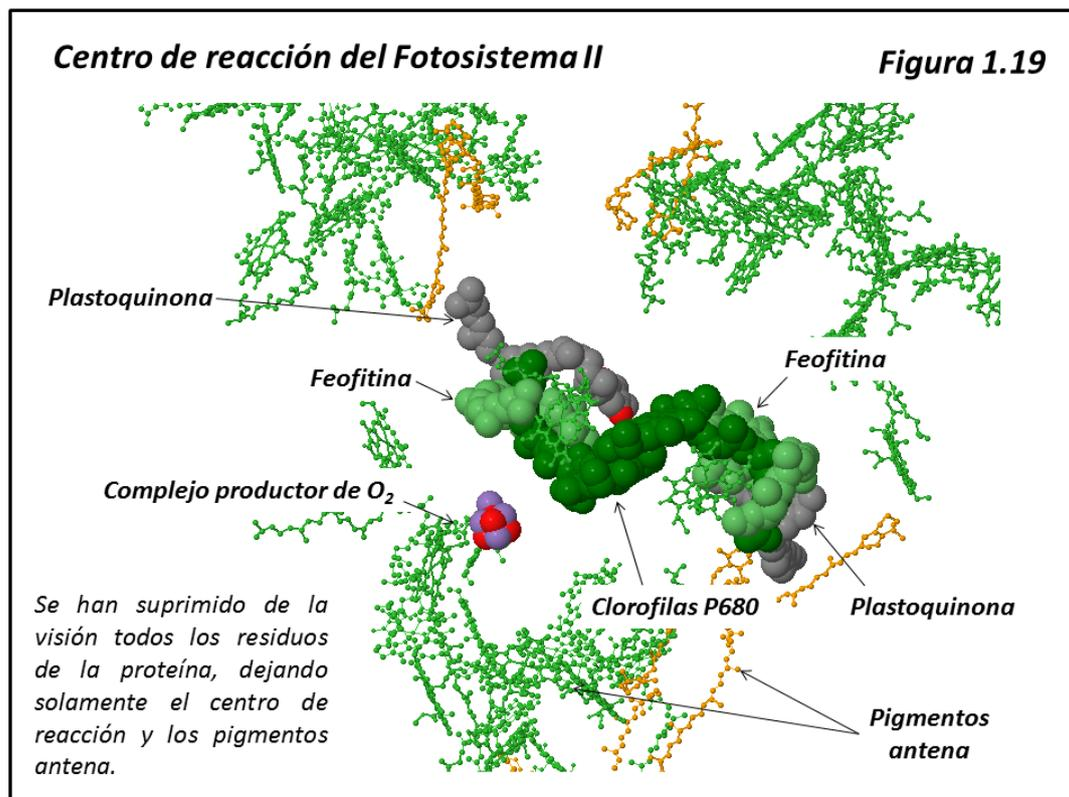 Centro de reacción del Fotosistema II
Figura 1.19
Plastoquinona
Feofitina
Feofitina
Complejo productor de O₂
Clorofilas P680
Plastoquinona
Se han suprimido de la
visión todos los residuos
de la proteína, dejando
solamente el centro de
reacción y los pigmentos
antena.
Pigmentos
antena